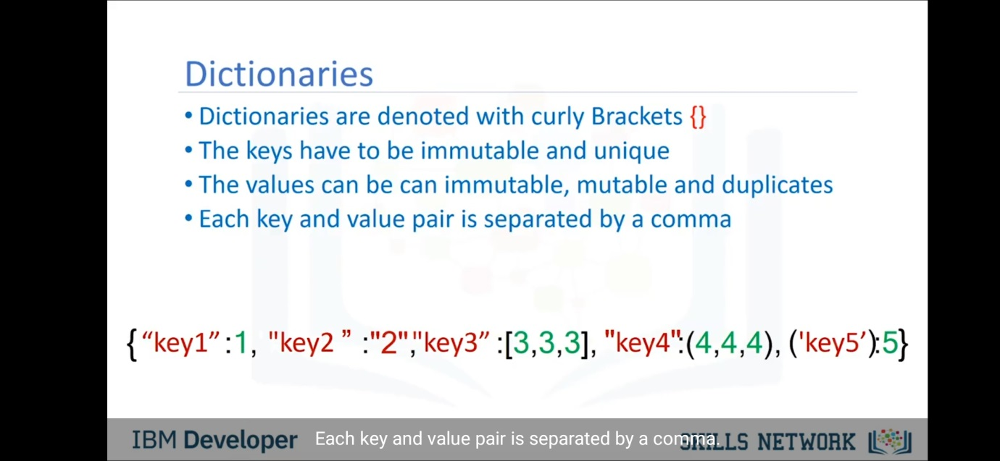 Dictionaries
• Dictionaries are denoted with curly Brackets {}
• The keys have to be immutable and unique
• The values can be can immutable, mutable and duplicates
• Each key and value pair is separated by a comma
{“key1” :1, "key2 ” :"2","key3” :[3,3,3], "key4":(4,4,4), ('key5’):5}
IBM Developer
Each key and value pair is separated by a comma.
SKILLS NETWORK